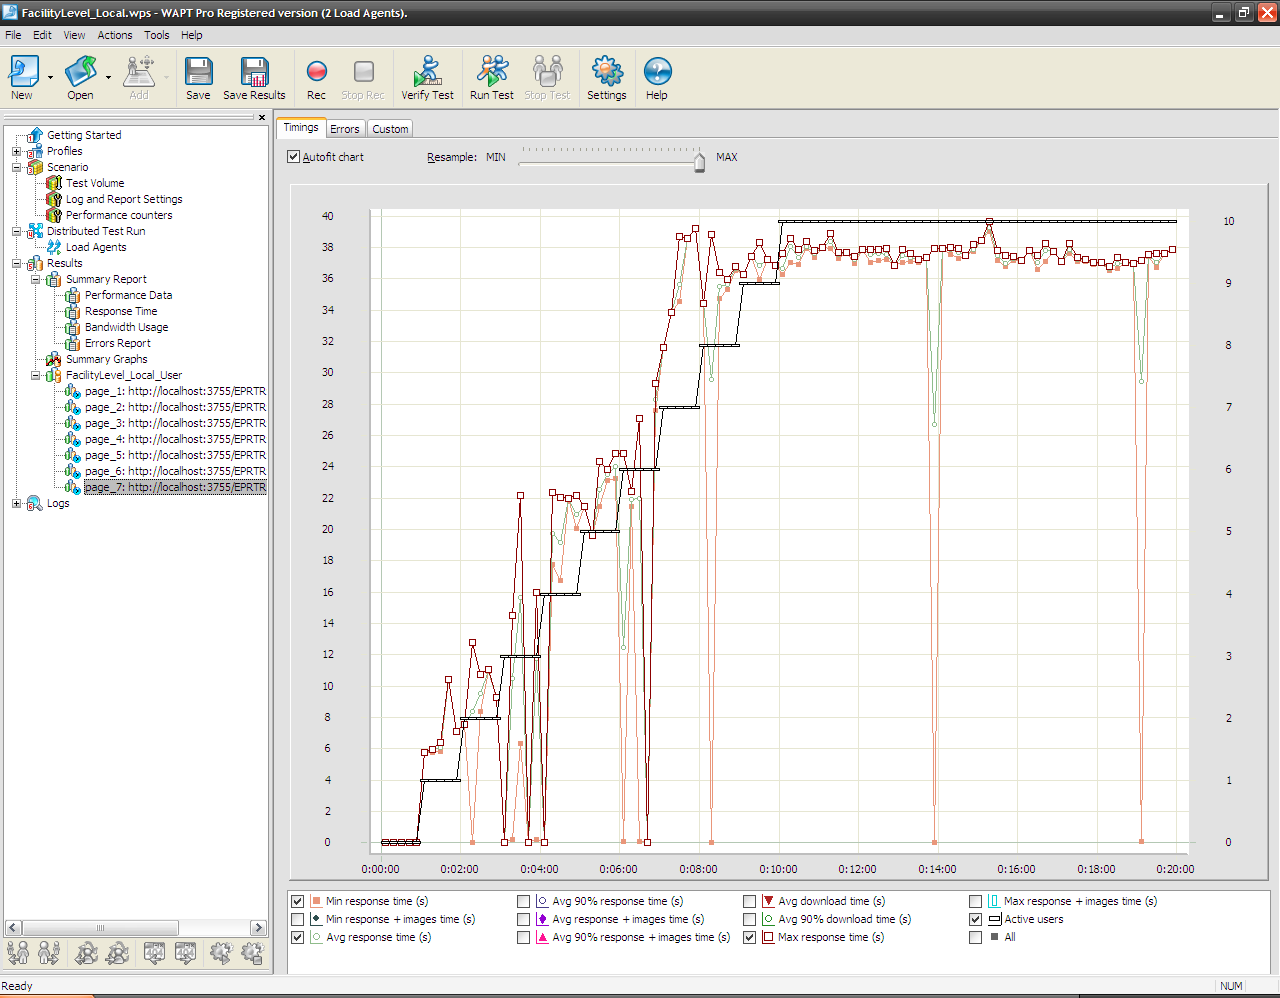 FacilityLevel_Local.wps - WAPT Pro Registered version (2 Load Agents).
File Edit View Actions Tools Help
New Open Add Save Save Results Rec Stop Rec Verify Test Run Test Stop Test Settings Help
Getting Started
Profiles
Scenario
Test Volume
Log and Report Settings
Performance counters
Distributed Test Run
Load Agents
Results
Summary Report
Performance Data
Response Time
Bandwidth Usage
Errors Report
Summary Graphs
FacilityLevel_Local_User
page_1: http://localhost:3755/EPRTR
page_2: http://localhost:3755/EPRTR
page_3: http://localhost:3755/EPRTR
page_4: http://localhost:3755/EPRTR
page_5: http://localhost:3755/EPRTR
page_6: http://localhost:3755/EPRTR
page_7: http://localhost:3755/EPRTR
Logs
Timings Errors Custom
Autofit chart Resample: MIN MAX
40
38
36
34
32
30
28
26
24
22
20
18
16
14
12
10
8
6
4
2
0
10
9
8
7
6
5
4
3
2
1
0
0:00:00 0:02:00 0:04:00 0:06:00 0:08:00 0:10:00 0:12:00 0:14:00 0:16:00 0:18:00 0:20:00
Min response time (s) Avg 90% response time (s) Avg download time (s) Max response + images time (s)
Min response + images time (s) Avg response + images time (s) Avg 90% download time (s) Active users
Avg response time (s) Avg 90% response + images time (s) Max response time (s) All
Ready NUM